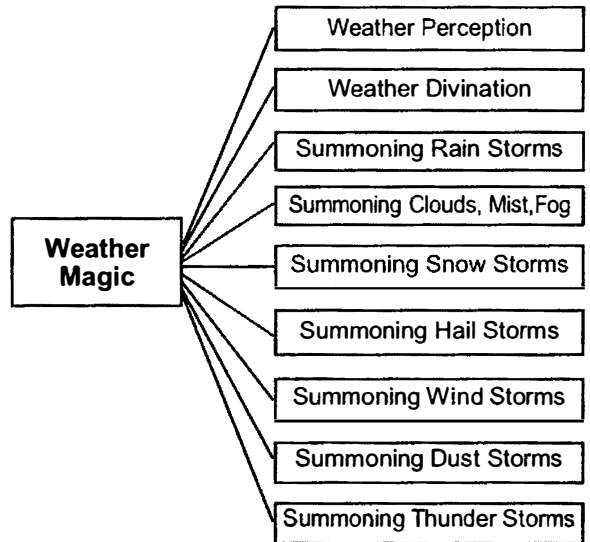 Weather Perception
Weather Divination
Summoning Rain Storms
Summoning Clouds, Mist,Fog
Weather
Magic
Summoning Snow Storms
Summoning Hail Storms
Summoning Wind Storms
Summoning Dust Storms
Summoning Thunder Storms